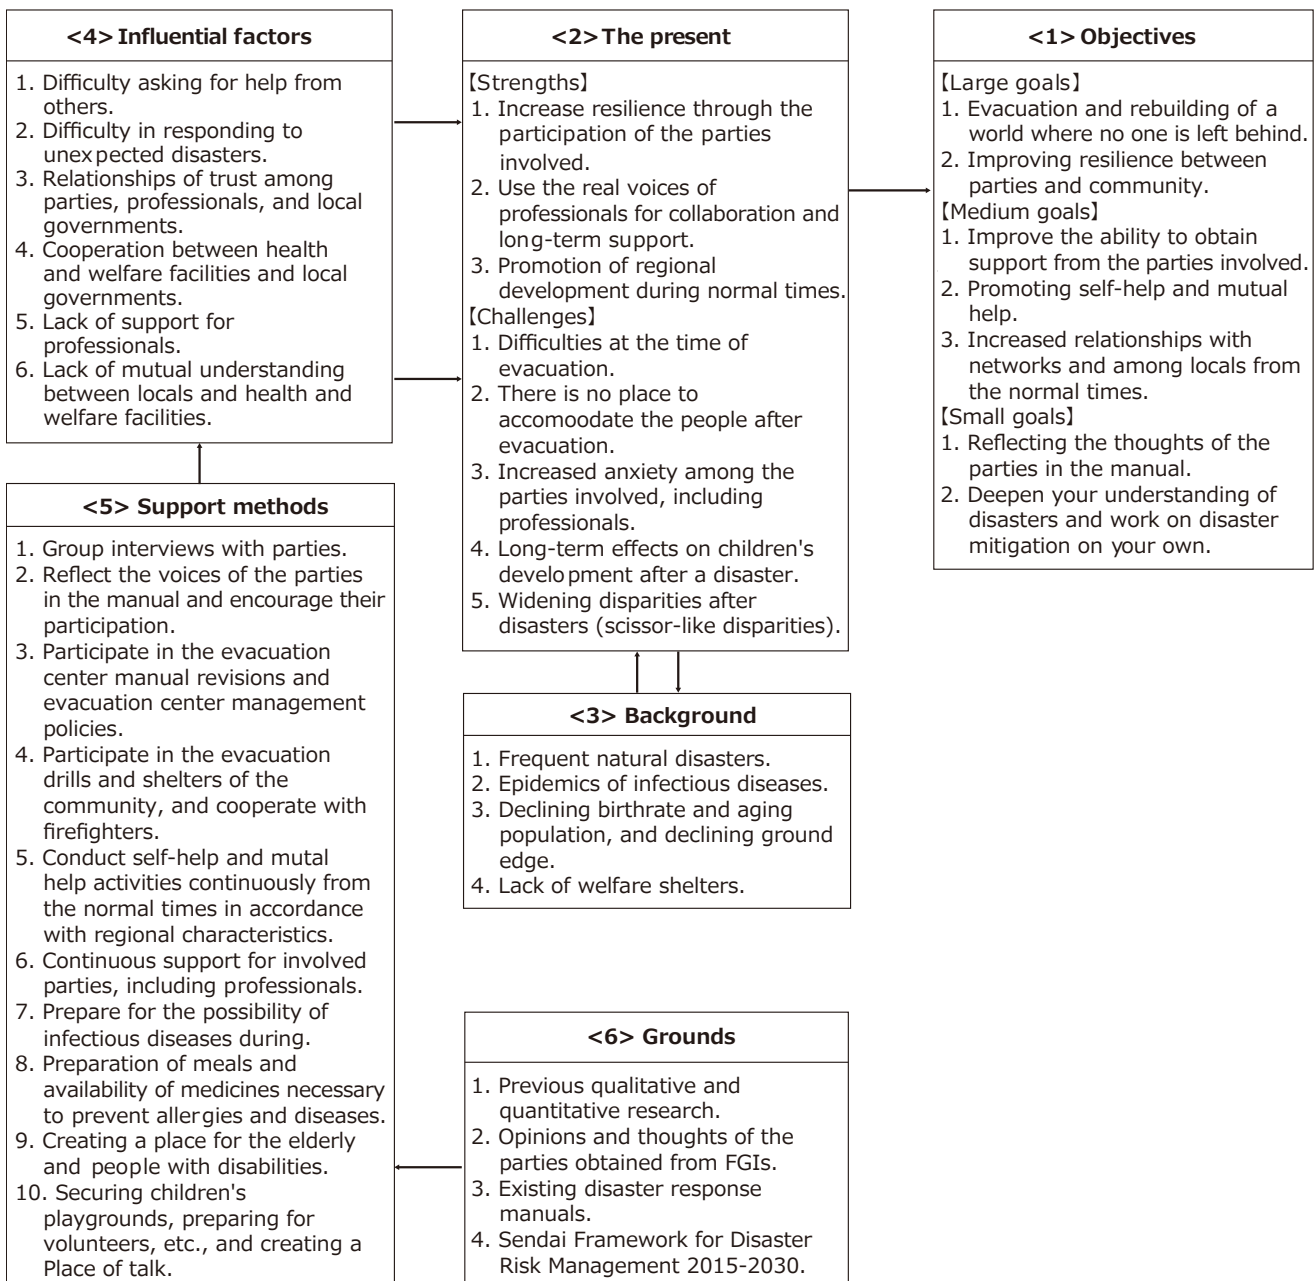 <4> Influential factors
1. Difficulty asking for help from
others.
2. Difficulty in responding to
unexpected disasters.
3. Relationships of trust among
parties, professionals, and local
governments.
4. Cooperation between health
and welfare facilities and local
governments.
5. Lack of support for
professionals.
6. Lack of mutual understanding
between locals and health and
welfare facilities.
<2> The present
【Strengths】
1. Increase resilience through the
participation of the parties
involved.
2. Use the real voices of
professionals for collaboration and
long-term support.
3. Promotion of regional
development during normal times.
【Challenges】
1. Difficulties at the time of
evacuation.
2. There is no place to
accomoodate the people after
evacuation.
3. Increased anxiety among the
parties involved, including
professionals.
4. Long-term effects on children's
development after a disaster.
5. Widening disparities after
disasters (scissor-like disparities).
<1> Objectives
【Large goals】
1. Evacuation and rebuilding of a
world where no one is left behind.
2. Improving resilience between
parties and community.
【Medium goals】
1. Improve the ability to obtain
support from the parties involved.
2. Promoting self-help and mutual
help.
3. Increased relationships with
networks and among locals from
the normal times.
【Small goals】
1. Reflecting the thoughts of the
parties in the manual.
2. Deepen your understanding of
disasters and work on disaster
mitigation on your own.
<5> Support methods
1. Group interviews with parties.
2. Reflect the voices of the parties
in the manual and encourage their
participation.
3. Participate in the evacuation
center manual revisions and
evacuation center management
policies.
4. Participate in the evacuation
drills and shelters of the
community, and cooperate with
firefighters.
5. Conduct self-help and mutal
help activities continuously from
the normal times in accordance
with regional characteristics.
6. Continuous support for involved
parties, including professionals.
7. Prepare for the possibility of
infectious diseases during.
8. Preparation of meals and
availability of medicines necessary
to prevent allergies and diseases.
9. Creating a place for the elderly
and people with disabilities.
10. Securing children's
playgrounds, preparing for
volunteers, etc., and creating a
Place of talk.
<3> Background
1. Frequent natural disasters.
2. Epidemics of infectious diseases.
3. Declining birthrate and aging
population, and declining ground
edge.
4. Lack of welfare shelters.
<6> Grounds
1. Previous qualitative and
quantitative research.
2. Opinions and thoughts of the
parties obtained from FGIs.
3. Existing disaster response
manuals.
4. Sendai Framework for Disaster
Risk Management 2015-2030.